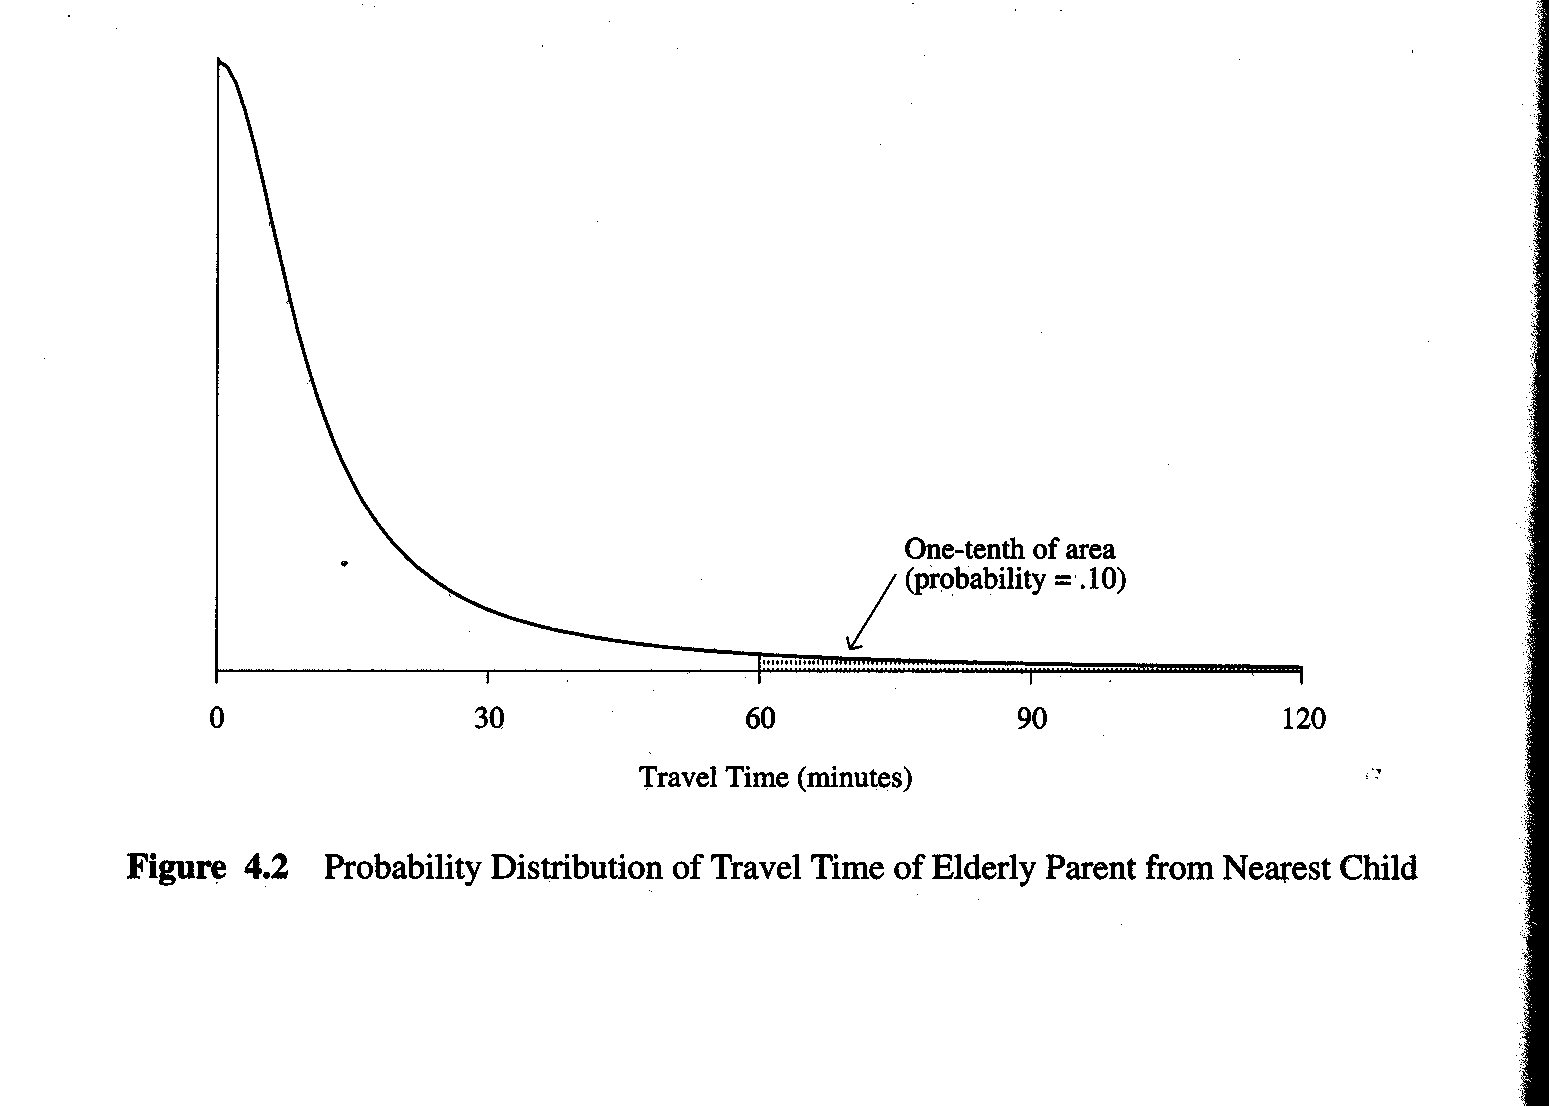 One-tenth of area
(probability = .10)
0 30 60 90 120
Travel Time (minutes)
Figure 4.2 Probability Distribution of Travel Time of Elderly Parent from Nearest Child